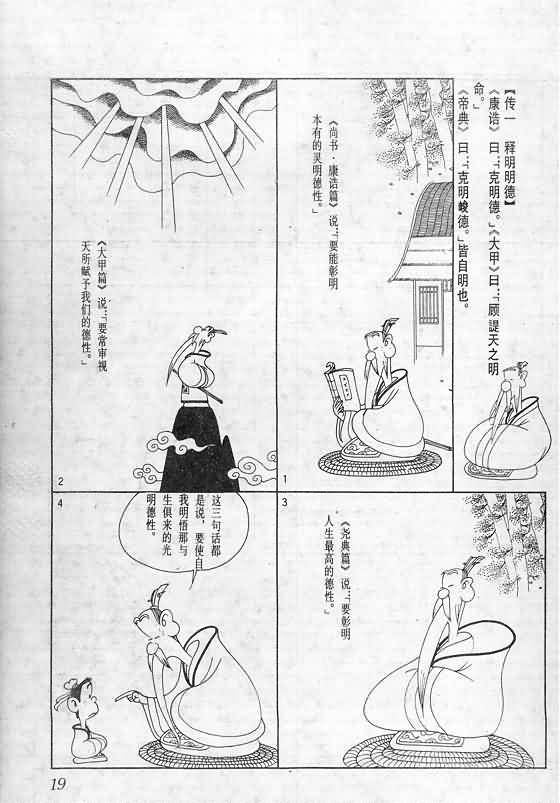 【传一 释明明德】
《康诰》曰：“克明德。”《大甲》曰：“顾諟天之明
命。”
《帝典》曰：“克明峻德。”皆自明也。
《尚书·康诰篇》说：“要能彰明
本有的灵明德性。”
1
《大甲篇》说：“要常审视
天所赋予我们的德性。”
2
《尧典篇》说：“要彰明
人生最高的德性。”
3
这三句话都
是说，要使自
我明悟那与
生俱来的光
明德性。
4
19